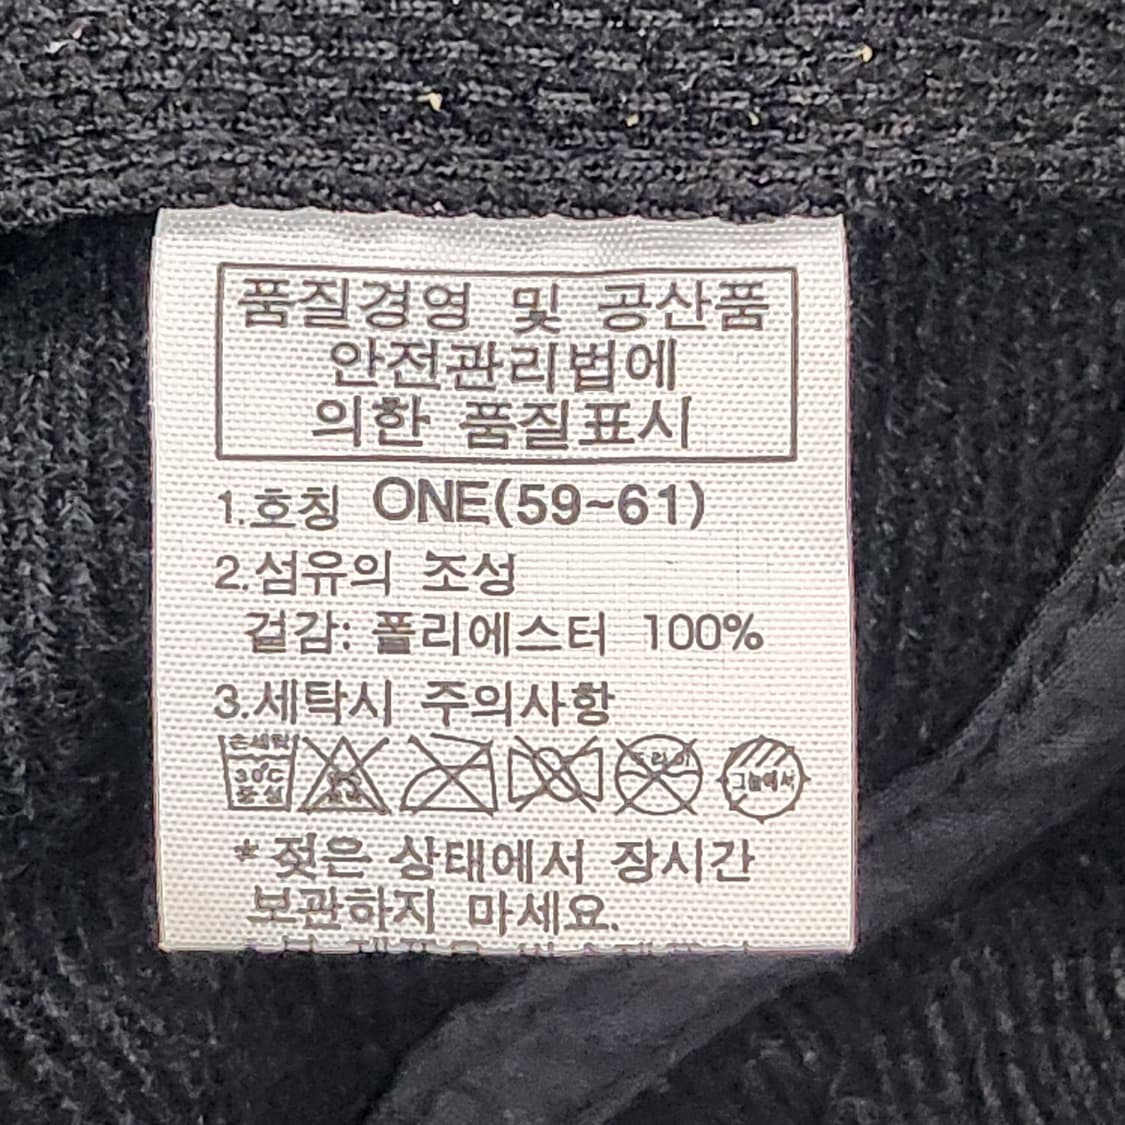 품질경영 및 공산품
안전관리법에
의한 품질표시
1.호칭 ONE(59~61)
2.섬유의 조성
겉감: 폴리에스터 100%
3.세탁시 주의사항
손세탁
30℃
중성
드라이
그늘에서
* 젖은 상태에서 장시간
보관하지 마세요.